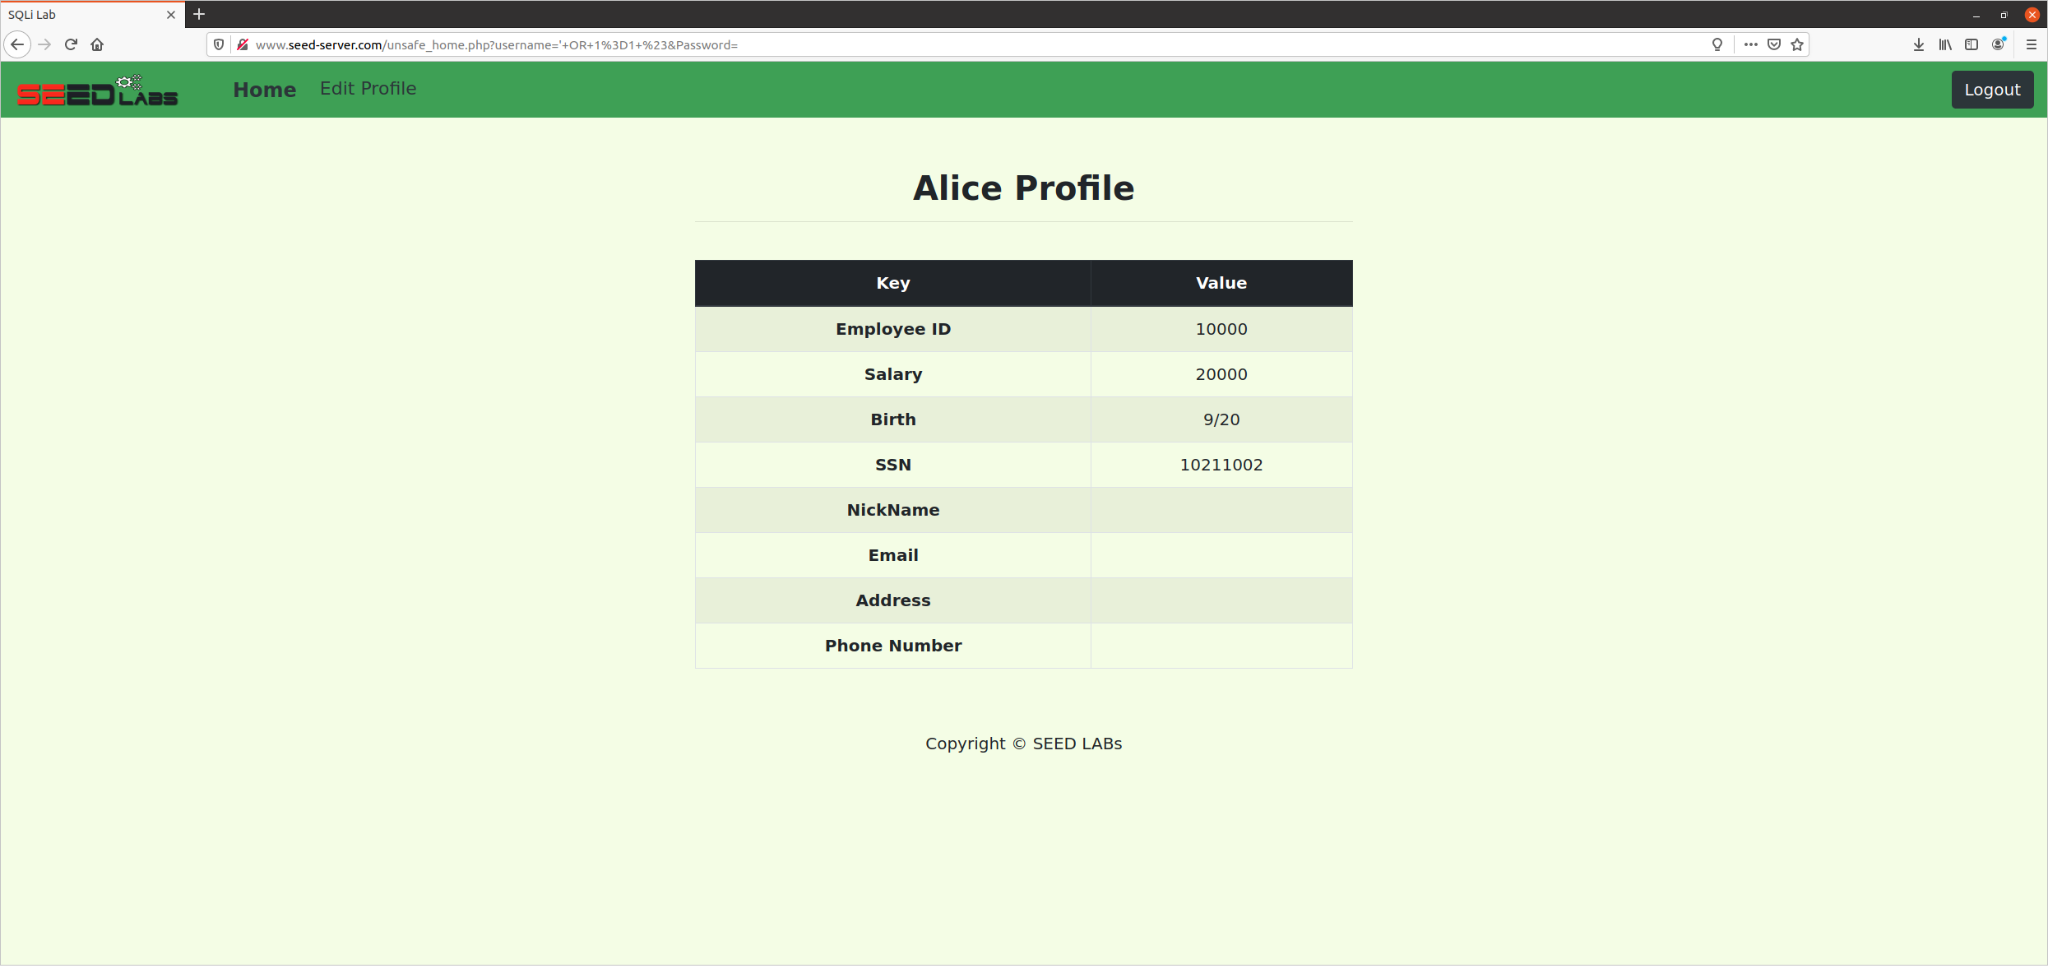 SQLi Lab
www.seed-server.com/unsafe_home.php?username='+OR+1%3D1+%23&Password=
SEED LABS
Home
Edit Profile
Logout
Alice Profile
Key Value
Employee ID 10000
Salary 20000
Birth 9/20
SSN 10211002
NickName
Email
Address
Phone Number
Copyright © SEED LABs